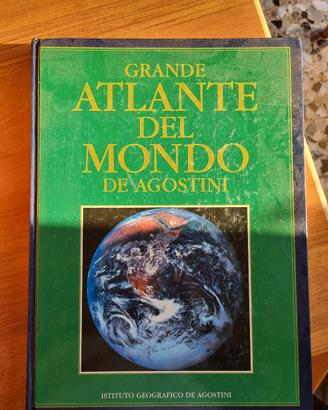 GRANDE
ATLANTE
DEL
MONDO
DE AGOSTINI
ISTITUTO GEOGRAFICO DE AGOSTINI